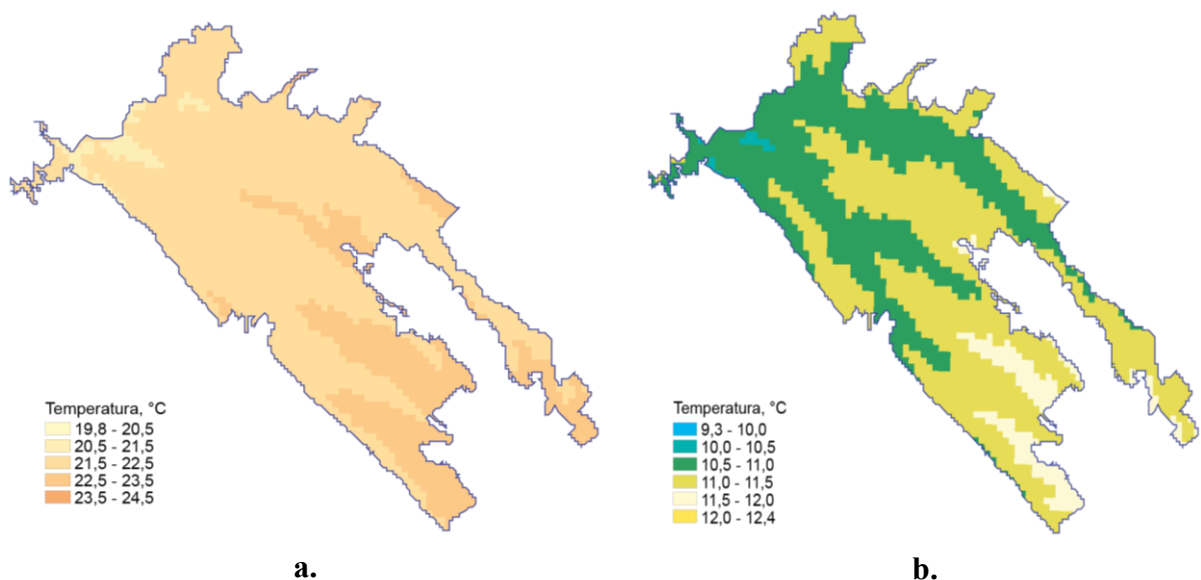 Temperatura, °C
19,8 - 20,5
20,5 - 21,5
21,5 - 22,5
22,5 - 23,5
23,5 - 24,5
a.
Temperatura, °C
9,3 - 10,0
10,0 - 10,5
10,5 - 11,0
11,0 - 11,5
11,5 - 12,0
12,0 - 12,4
b.